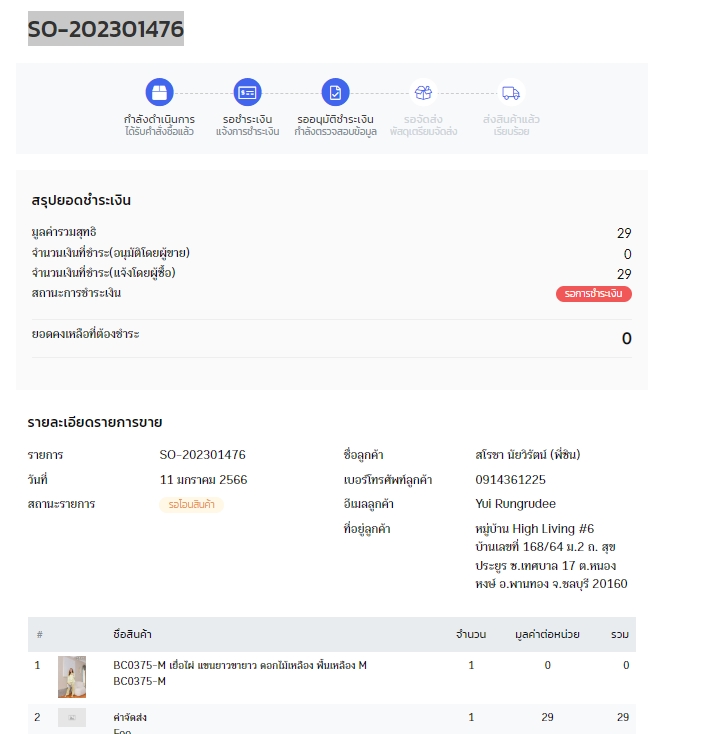 SO-202301476
กำลังดำเนินการ รอชำระเงิน รออนุมัติชำระเงิน รอจัดส่ง ส่งสินค้าแล้ว
ได้รับคำสั่งซื้อแล้ว แจ้งการชำระเงิน กำลังตรวจสอบข้อมูล พัสดุเตรียมจัดส่ง เรียบร้อย
สรุปยอดชำระเงิน
มูลค่ารวมสุทธิ 29
จำนวนเงินที่ชำระ(อนุมัติโดยผู้ขาย) 0
จำนวนเงินที่ชำระ(แจ้งโดยผู้ซื้อ) 29
สถานะการชำระเงิน รอการชำระเงิน
ยอดคงเหลือที่ต้องชำระ 0
รายละเอียดรายการขาย
รายการ SO-202301476 ชื่อลูกค้า สโรชา นัยวิรัตน์ (พี่ชิน)
วันที่ 11 มกราคม 2566 เบอร์โทรศัพท์ลูกค้า 0914361225
สถานะรายการ รอโอนสินค้า อีเมลลูกค้า Yui Rungrudee
ที่อยู่ลูกค้า หมู่บ้าน High Living #6
บ้านเลขที่ 168/64 ม.2 ถ. สุข
ประยูร ซ.เทศบาล 17 ต.หนอง
หงษ์ อ.พานทอง จ.ชลบุรี 20160
# ชื่อสินค้า จำนวน มูลค่าต่อหน่วย รวม
1 BC0375-M เยื่อไผ่ แขนยาวขายาว ดอกไม้เหลือง พื้นเหลือง M 1 0 0
BC0375-M
2 ค่าจัดส่ง 1 29 29